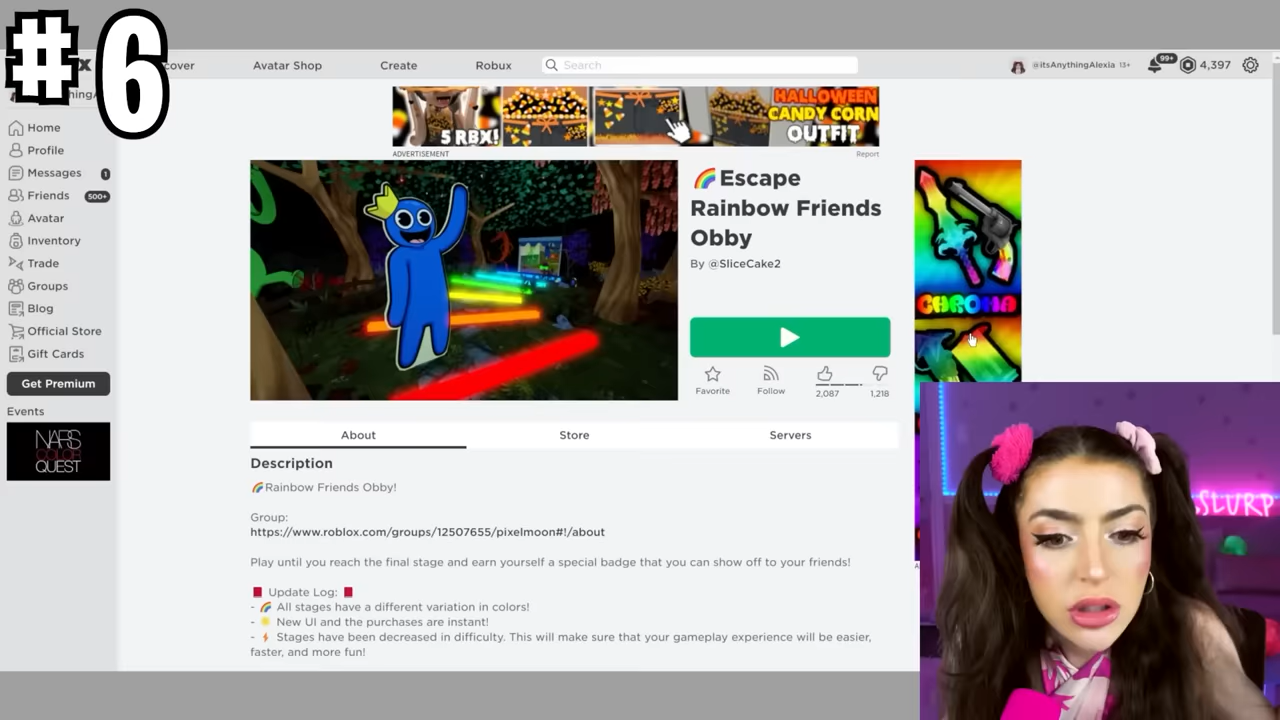 #6
Avatar Shop
Create
Robux
Search
@itsAnythingAlexia 13+
99+
4,397
Home
Profile
Messages 1
Friends 500+
Avatar
Inventory
Trade
Groups
Blog
Official Store
Gift Cards
Get Premium
Events
NARS
COLOR
QUEST
5 RBX!
HALLOWEEN
CANDY CORN
OUTFIT
ADVERTISEMENT
Report
Escape
Rainbow Friends
Obby
By @SliceCake2
Favorite
Follow
2,087
1,218
CHROMA
About
Store
Servers
Description
🌈Rainbow Friends Obby!
Group:
https://www.roblox.com/groups/12507655/pixelmoon#!/about
Play until you reach the final stage and earn yourself a special badge that you can show off to your friends!
Update Log:
- 🌈 All stages have a different variation in colors!
- ☀️ New UI and the purchases are instant!
- ⚡ Stages have been decreased in difficulty. This will make sure that your gameplay experience will be easier,
faster, and more fun!
SLURP